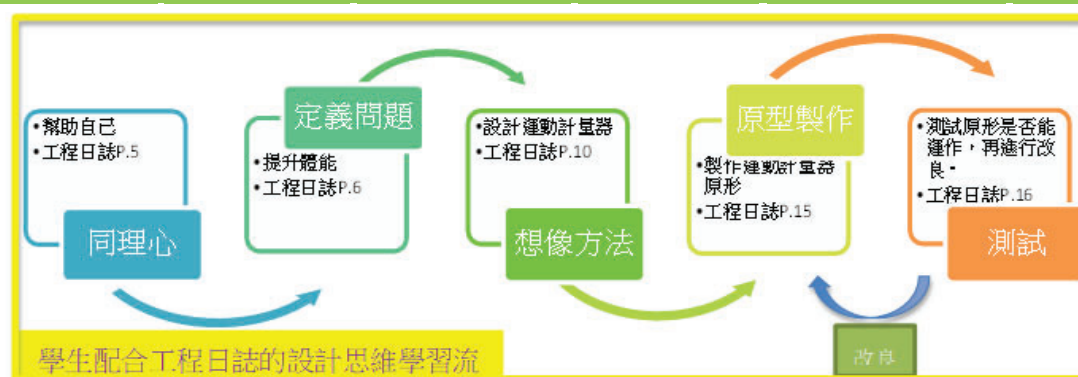 •幫助自己
•工程日誌P.5
同理心
定義問題
•提升體能
•工程日誌P.6
•設計運動計量器
•工程日誌P.10
想像方法
原型製作
•製作運動計量器
原形
•工程日誌P.15
•測試原形是否能
運作，再進行改
良。
•工程日誌P.16
測試
改良
學生配合工程日誌的設計思維學習流